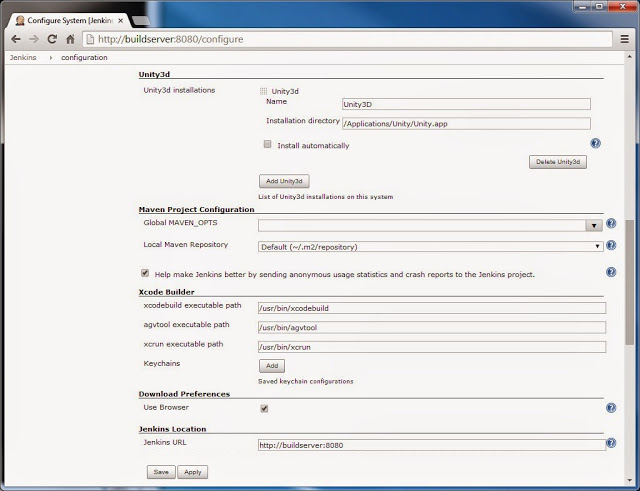 Configure System [Jenkin
http://buildserver:8080/configure
Jenkins configuration
Unity3d
Unity3d installations
Unity3d
Name Unity3D
Installation directory /Applications/Unity/Unity.app
Install automatically
Delete Unity3d
Add Unity3d
List of Unity3d installations on this system
Maven Project Configuration
Global MAVEN_OPTS
Local Maven Repository Default (~/.m2/repository)
Help make Jenkins better by sending anonymous usage statistics and crash reports to the Jenkins project.
Xcode Builder
xcodebuild executable path /usr/bin/xcodebuild
agvtool executable path /usr/bin/agvtool
xcrun executable path /usr/bin/xcrun
Keychains Add
Saved keychain configurations
Download Preferences
Use Browser
Jenkins Location
Jenkins URL http://buildserver:8080
Save Apply